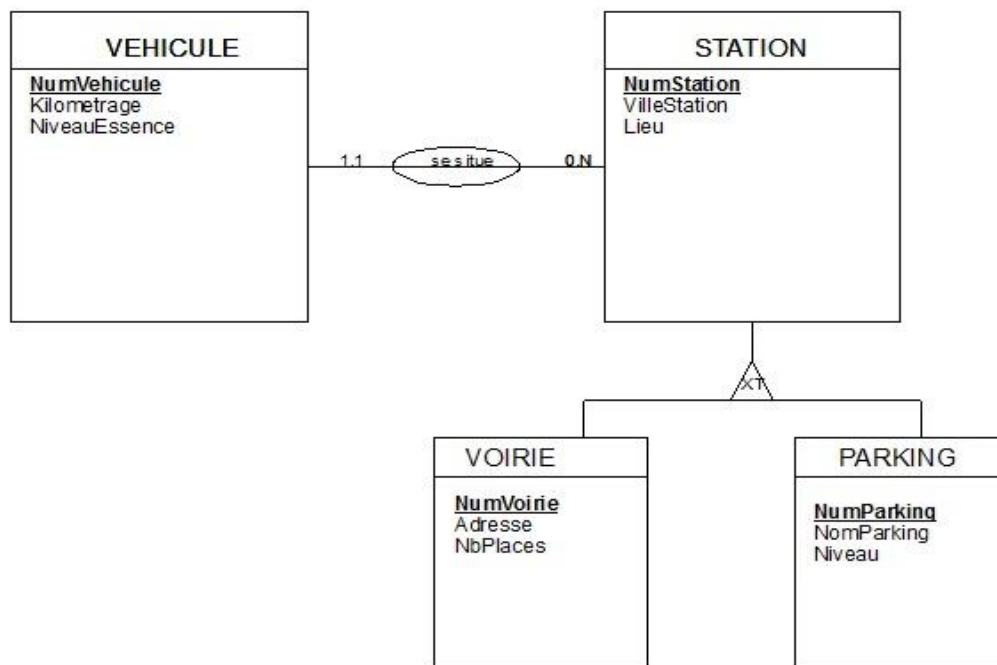 VEHICULE
NumVehicule
Kilometrage
NiveauEssence
1.1
se situe
0.N
STATION
NumStation
VilleStation
Lieu
XT
VOIRIE
NumVoirie
Adresse
NbPlaces
PARKING
NumParking
NomParking
Niveau